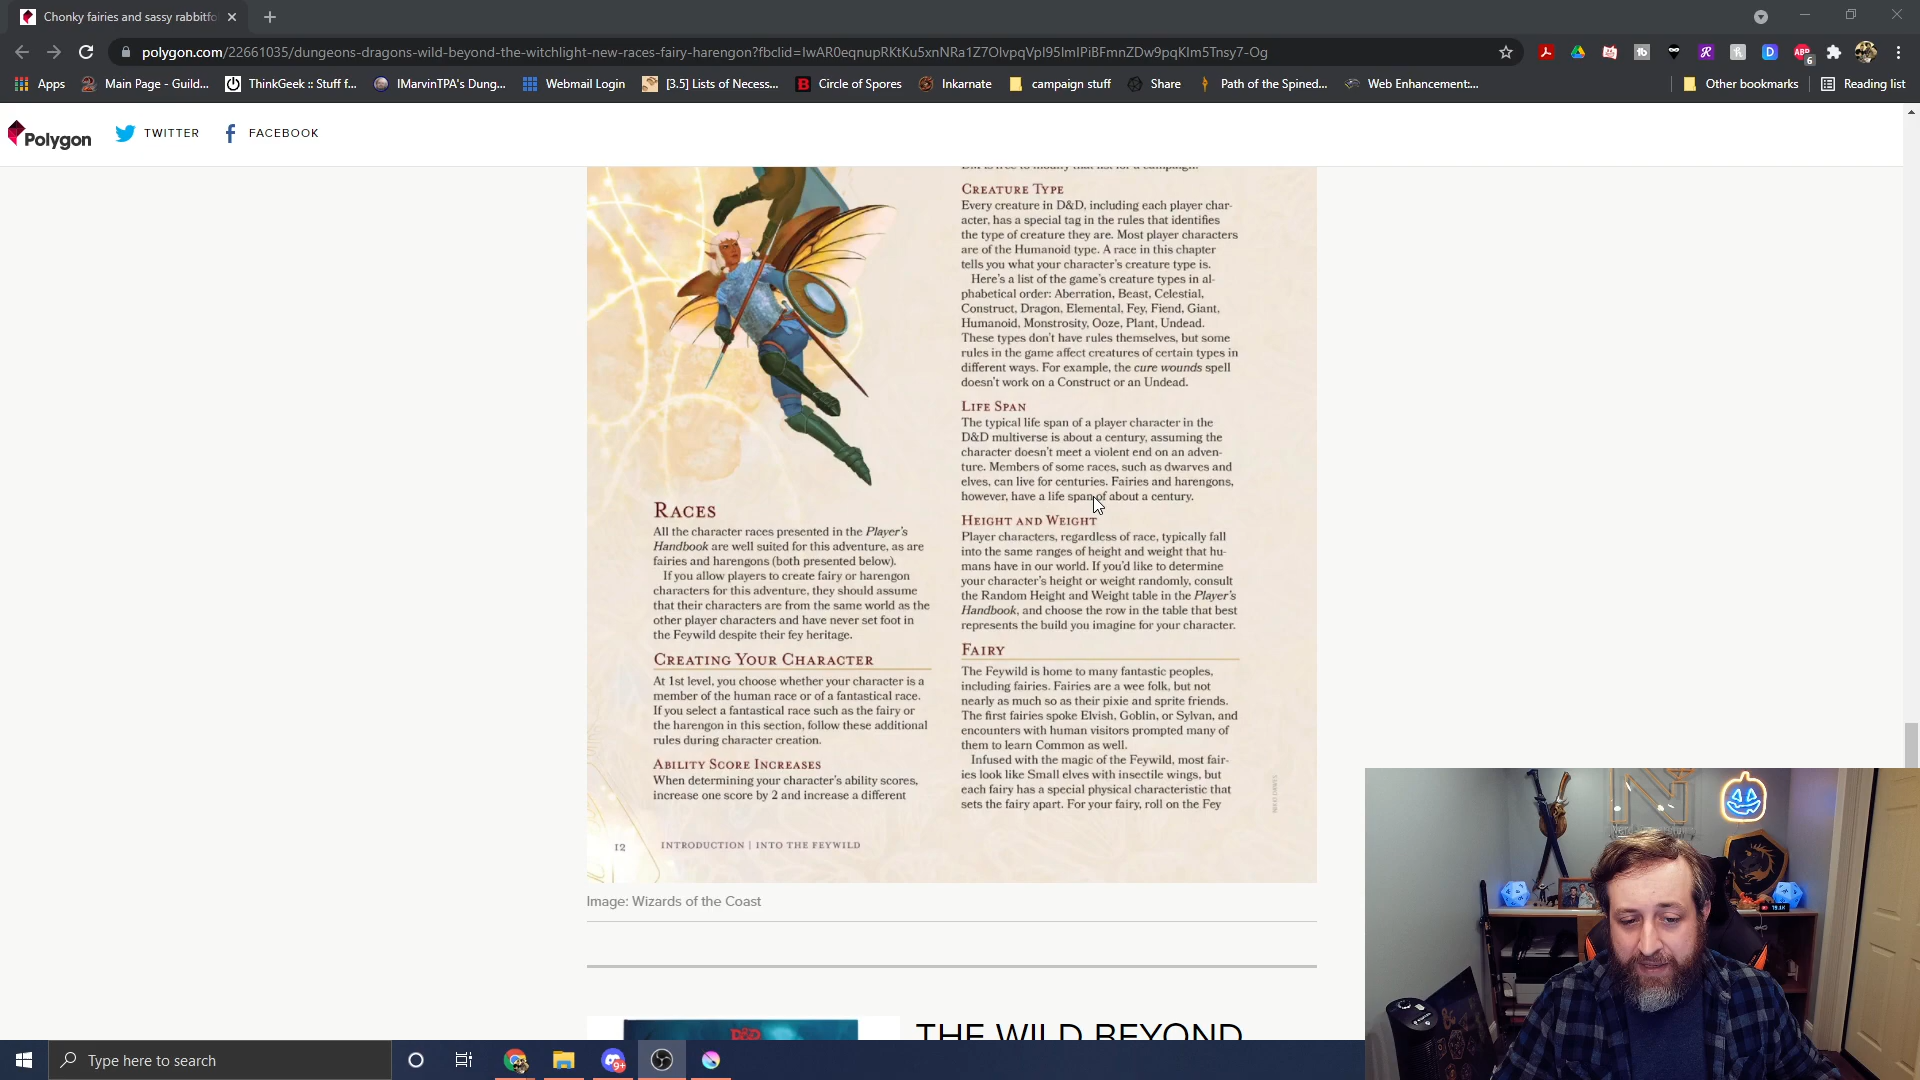 Chonky fairies and sassy rabbitfo
polygon.com/22661035/dungeons-dragons-wild-beyond-the-witchlight-new-races-fairy-harengon?fbclid=IwAR0eqnupRKtKu5xnNRa1Z7OlvpqVpI95ImIPiBFmnZDw9pqKIm5Tnsy7-Og
Apps
Main Page - Guild...
ThinkGeek :: Stuff f...
IMarvinTPA's Dung...
Webmail Login
[3.5] Lists of Necess...
Circle of Spores
Inkarnate
campaign stuff
Share
Path of the Spined...
Web Enhancement:...
Other bookmarks
Reading list
Polygon
TWITTER
FACEBOOK
RACES
All the character races presented in the Player's
Handbook are well suited for this adventure, as are
fairies and harengons (both presented below).
If you allow players to create fairy or harengon
characters for this adventure, they should assume
that their characters are from the same world as the
other player characters and have never set foot in
the Feywild despite their fey heritage.
CREATING YOUR CHARACTER
At 1st level, you choose whether your character is a
member of the human race or of a fantastical race.
If you select a fantastical race such as the fairy or
the harengon in this section, follow these additional
rules during character creation.
ABILITY SCORE INCREASES
When determining your character's ability scores,
increase one score by 2 and increase a different
CREATURE TYPE
Every creature in D&D, including each player char-
acter, has a special tag in the rules that identifies
the type of creature they are. Most player characters
are of the Humanoid type. A race in this chapter
tells you what your character's creature type is.
Here's a list of the game's creature types in al-
phabetical order: Aberration, Beast, Celestial,
Construct, Dragon, Elemental, Fey, Fiend, Giant,
Humanoid, Monstrosity, Ooze, Plant, Undead.
These types don't have rules themselves, but some
rules in the game affect creatures of certain types in
different ways. For example, the cure wounds spell
doesn't work on a Construct or an Undead.
LIFE SPAN
The typical life span of a player character in the
D&D multiverse is about a century, assuming the
character doesn't meet a violent end on an adven-
ture. Members of some races, such as dwarves and
elves, can live for centuries. Fairies and harengons,
however, have a life span of about a century.
HEIGHT AND WEIGHT
Player characters, regardless of race, typically fall
into the same ranges of height and weight that hu-
mans have in our world. If you'd like to determine
your character's height or weight randomly, consult
the Random Height and Weight table in the Player's
Handbook, and choose the row in the table that best
represents the build you imagine for your character.
FAIRY
The Feywild is home to many fantastic peoples,
including fairies. Fairies are a wee folk, but not
nearly as much so as their pixie and sprite friends.
The first fairies spoke Elvish, Goblin, or Sylvan, and
encounters with human visitors prompted many of
them to learn Common as well.
Infused with the magic of the Feywild, most fair-
ies look like Small elves with insectile wings, but
each fairy has a special physical characteristic that
sets the fairy apart. For your fairy, roll on the Fey
12
INTRODUCTION | INTO THE FEYWILD
Image: Wizards of the Coast
THE WILD BEYOND
Type here to search